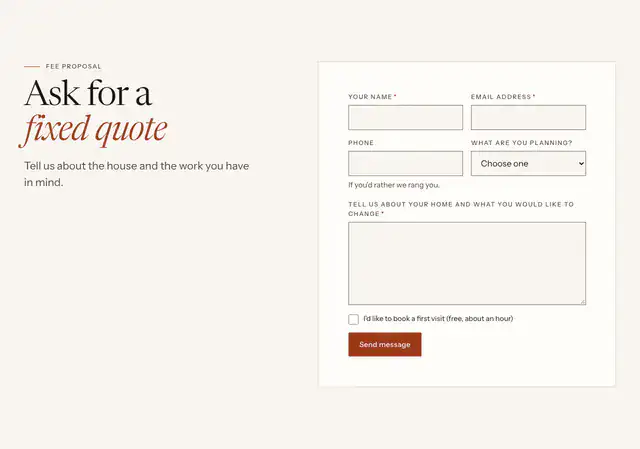 FEE PROPOSAL
Ask for a
fixed quote
Tell us about the house and the work you have
in mind.
YOUR NAME*
EMAIL ADDRESS*
PHONE
WHAT ARE YOU PLANNING?
Choose one
If you'd rather we rang you.
TELL US ABOUT YOUR HOME AND WHAT YOU WOULD LIKE TO
CHANGE*
I'd like to book a first visit (free, about an hour)
Send message